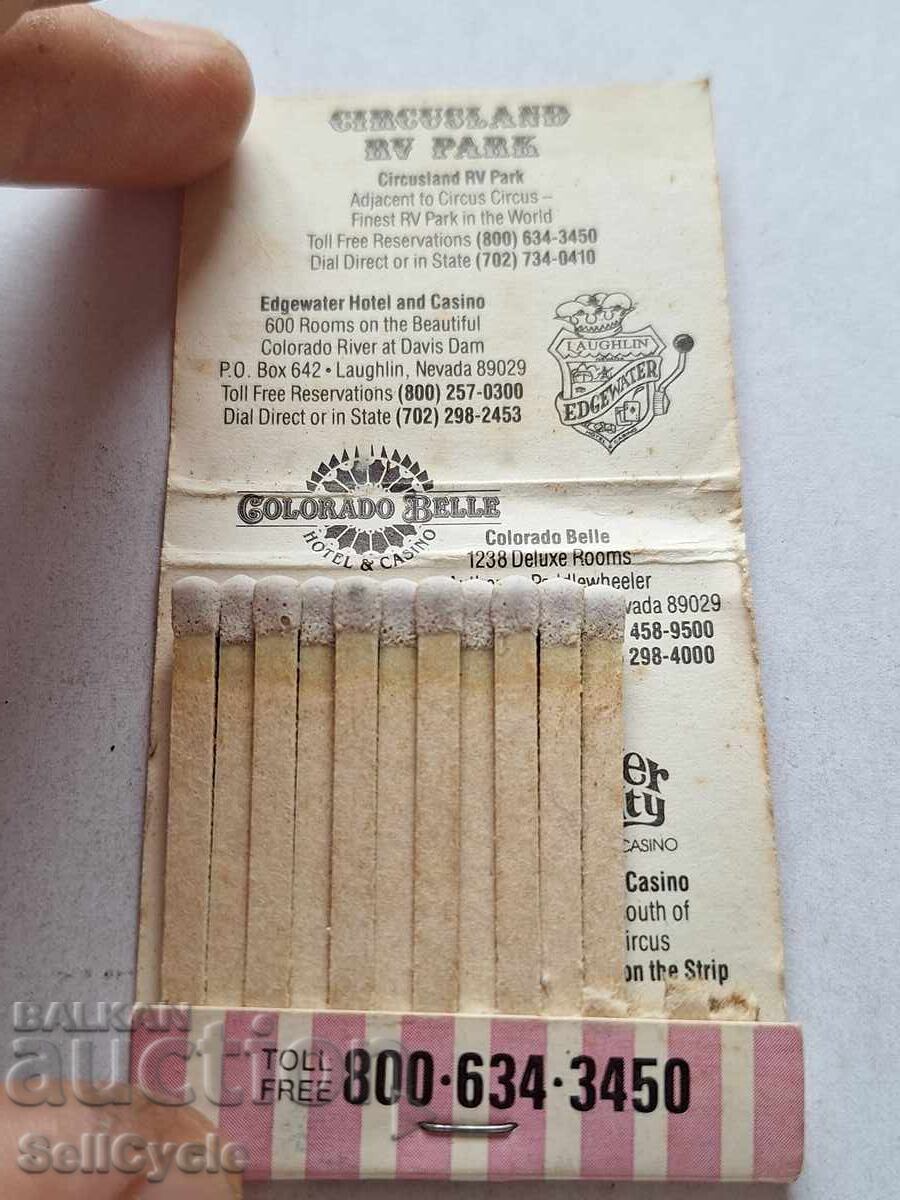 CIRCUSLAND
RV PARK
Circusland RV Park
Adjacent to Circus Circus –
Finest RV Park in the World
Toll Free Reservations (800) 634-3450
Dial Direct or in State (702) 734-0410
Edgewater Hotel and Casino
600 Rooms on the Beautiful
Colorado River at Davis Dam
P.O. Box 642 • Laughlin, Nevada 89029
Toll Free Reservations (800) 257-0300
Dial Direct or in State (702) 298-2453
LAUGHLIN
EDGEWATER
HOTEL & CASINO
COLORADO BELLE
HOTEL & CASINO
Colorado Belle
1238 Deluxe Rooms
vada 89029
458-9500
298-4000
er
ity
CASINO
Casino
outh of
ircus
on the Strip
TOLL
FREE 800·634·3450
BALKAN
auction
SellCycle